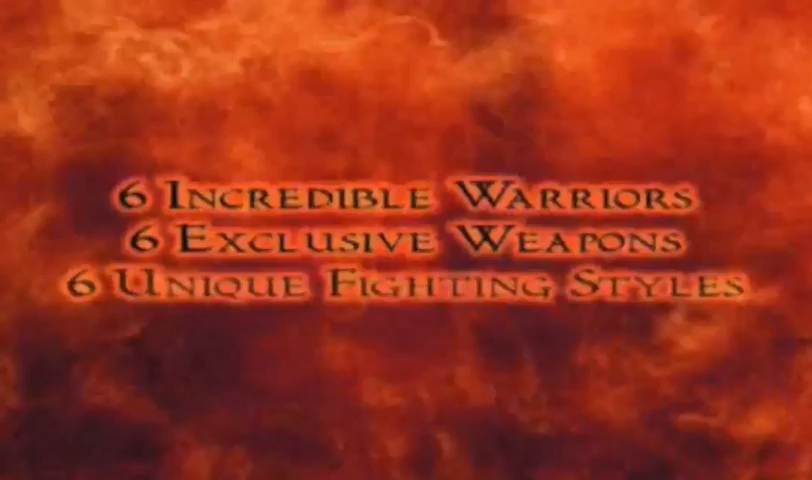 6 Incredible Warriors
6 Exclusive Weapons
6 Unique Fighting Styles